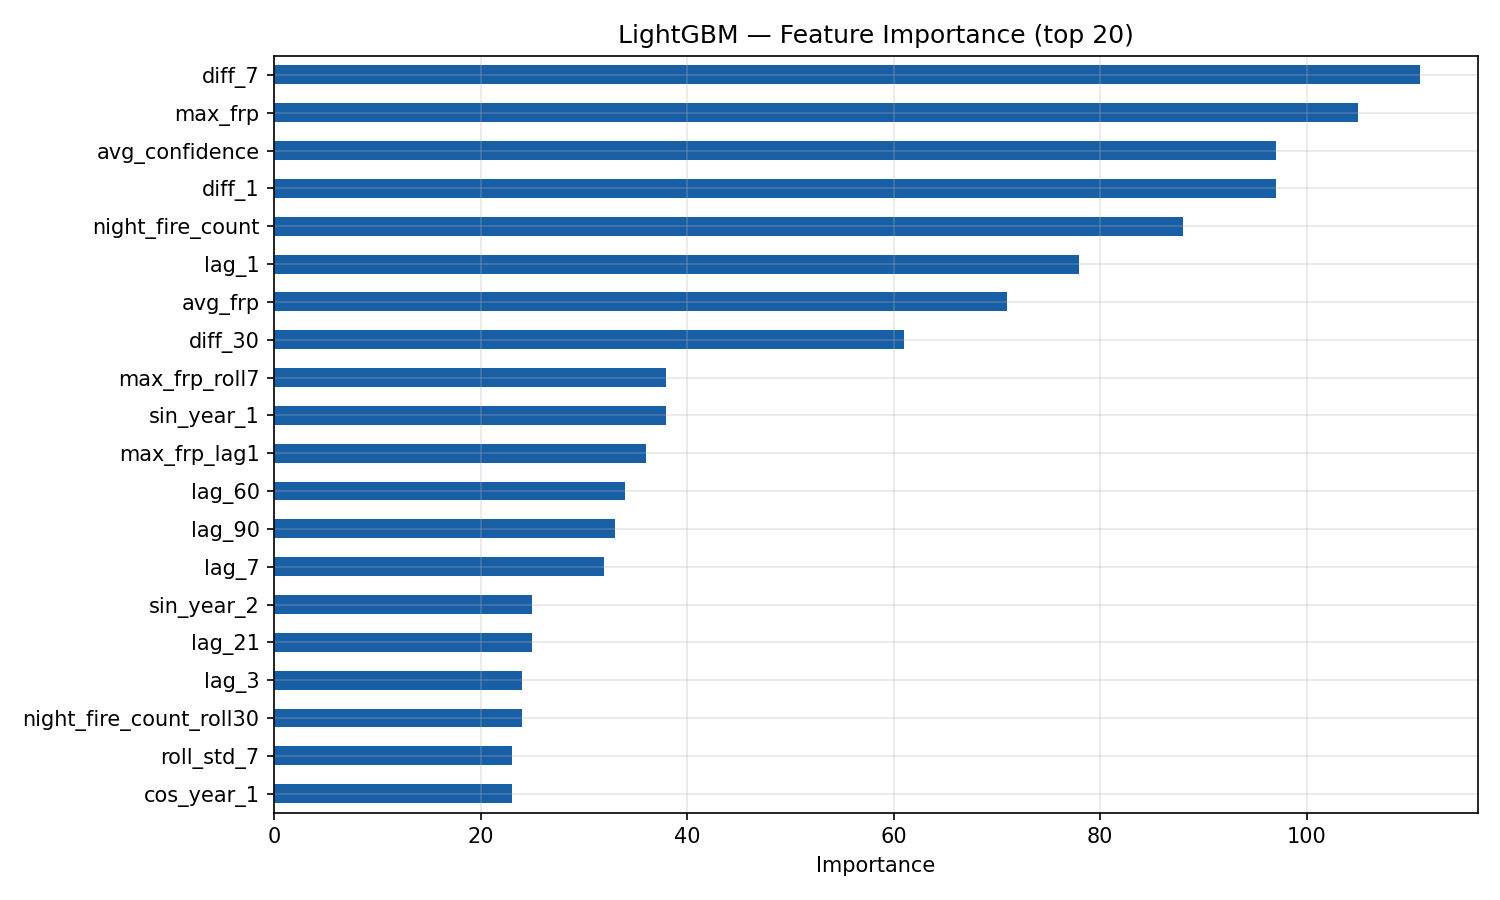 LightGBM — Feature Importance (top 20)
diff_7
max_frp
avg_confidence
diff_1
night_fire_count
lag_1
avg_frp
diff_30
max_frp_roll7
sin_year_1
max_frp_lag1
lag_60
lag_90
lag_7
sin_year_2
lag_21
lag_3
night_fire_count_roll30
roll_std_7
cos_year_1
0 20 40 60 80 100
Importance